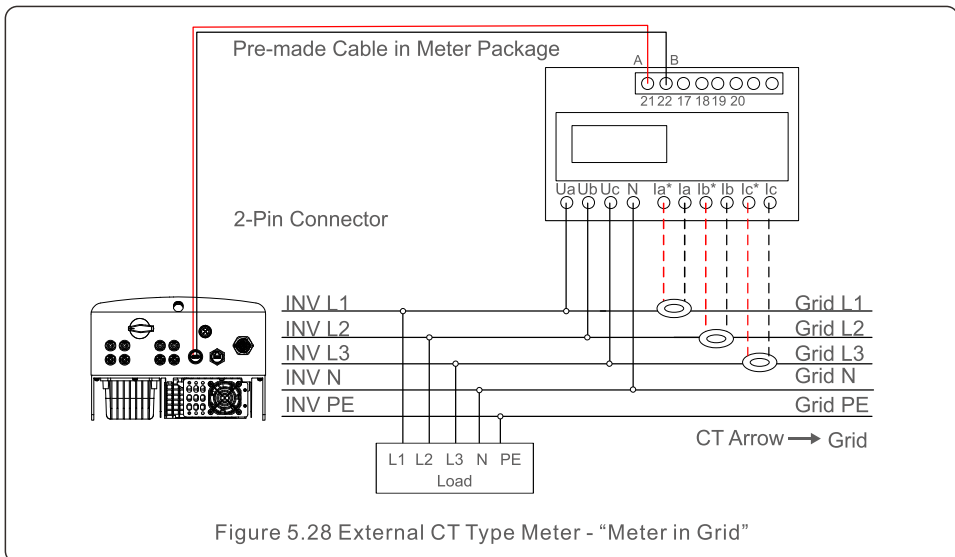 Pre-made Cable in Meter Package
A B
21 22 17 18 19 20
Ua Ub Uc N Ia* Ia Ib* Ib Ic* Ic
2-Pin Connector
INV L1 Grid L1
INV L2 Grid L2
INV L3 Grid L3
INV N Grid N
INV PE Grid PE
CT Arrow → Grid
L1 L2 L3 N PE
Load
Figure 5.28 External CT Type Meter - “Meter in Grid”